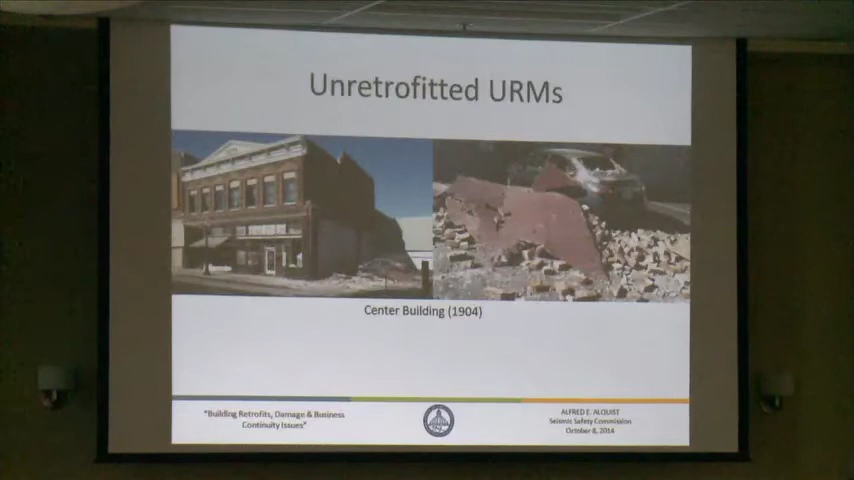 Unretrofitted URMs
Center Building (1904)
"Building Retrofits, Damage & Business
Continuity Issues"
ALFRED E. ALQUIST
Seismic Safety Commission
October 8, 2014